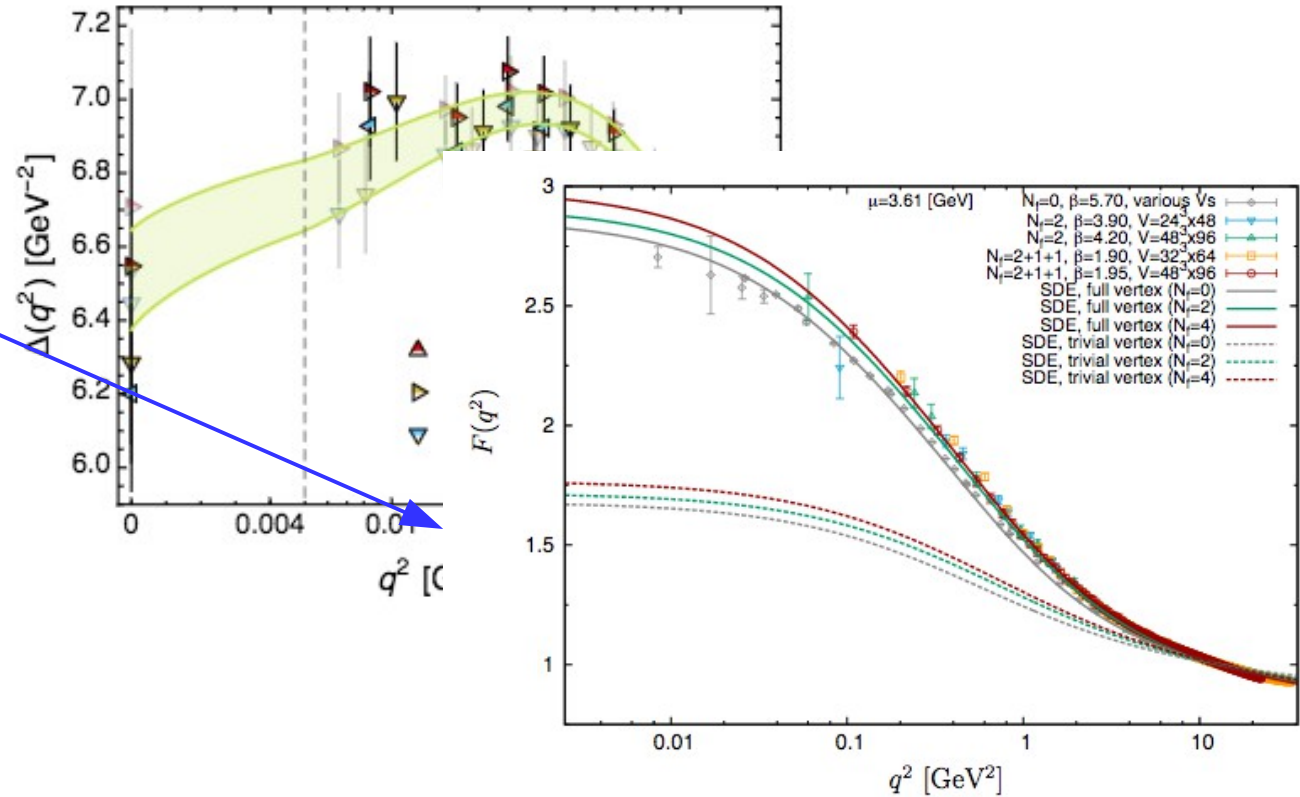 7.2
7.0
6.8
6.6
6.4
6.2
6.0
Δ(q²) [GeV⁻²]
0
0.004
0.01
q² [G
3
2.5
2
1.5
1
F(q²)
μ=3.61 [GeV]
N_f=0, β=5.70, various Vs
N_f=2, β=3.90, V=24³x48
N_f=2, β=4.20, V=48³x96
N_f=2+1+1, β=1.90, V=32³x64
N_f=2+1+1, β=1.95, V=48³x96
SDE, full vertex (N_f=0)
SDE, full vertex (N_f=2)
SDE, full vertex (N_f=4)
SDE, trivial vertex (N_f=0)
SDE, trivial vertex (N_f=2)
SDE, trivial vertex (N_f=4)
0.01
0.1
1
10
q² [GeV²]